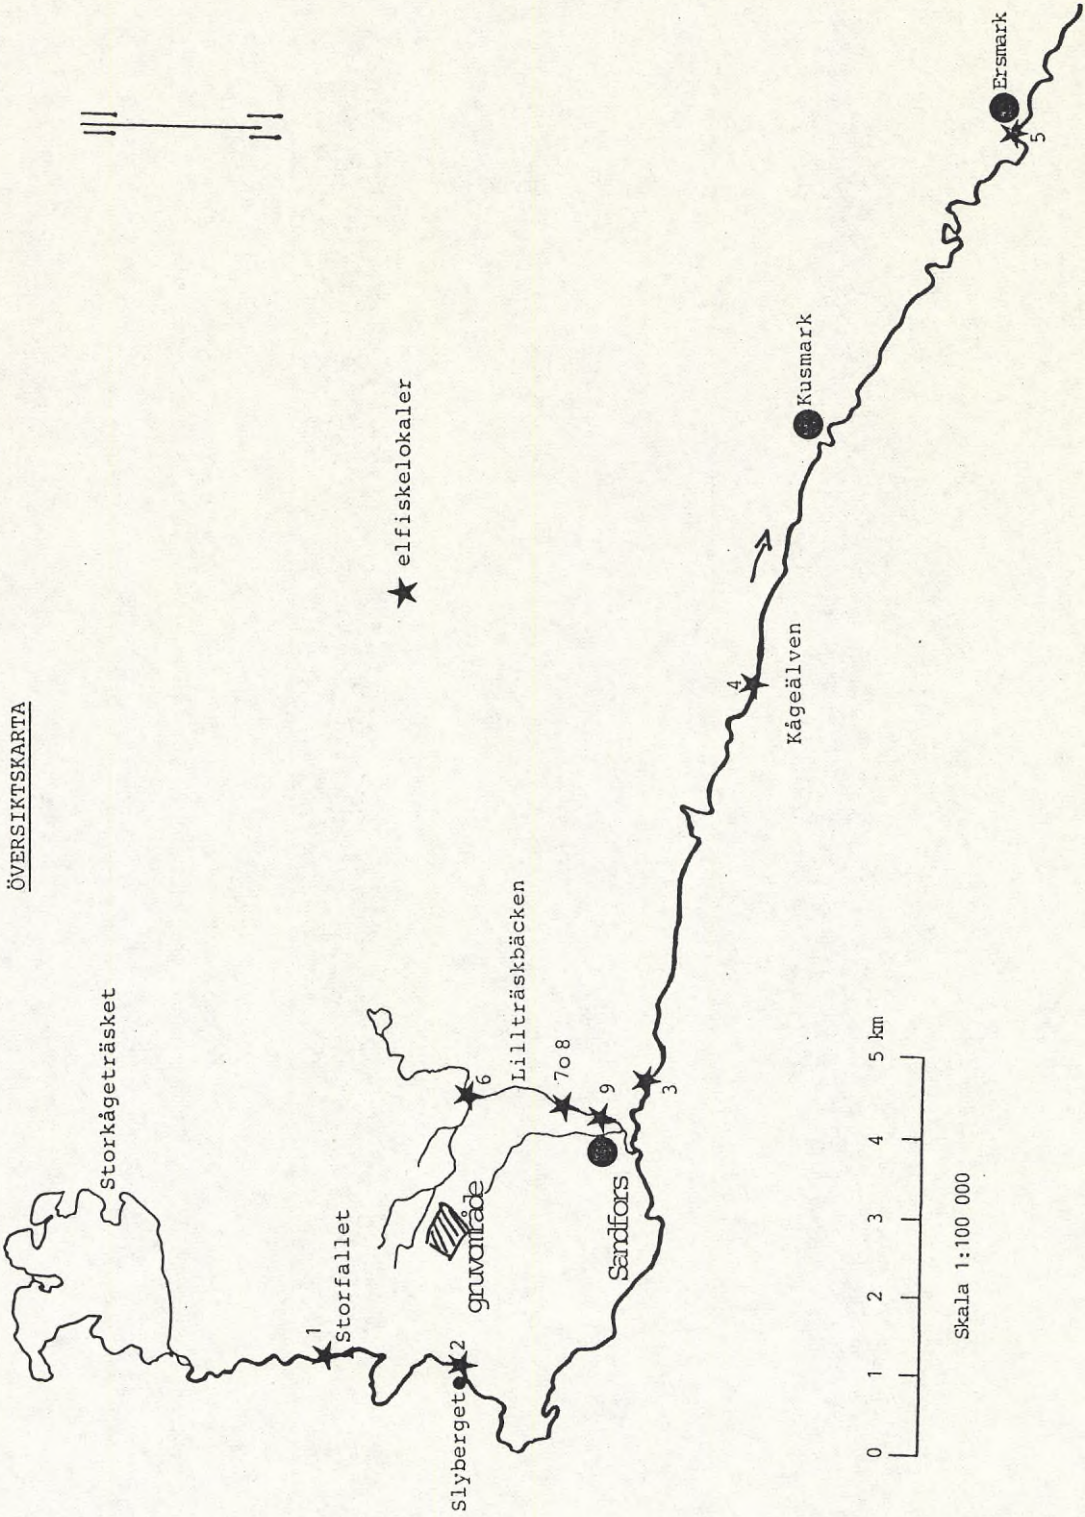 ÖVERSIKTSKARTA
Storkågeträsket
1
Storfallet
2
Slyberget
gruvområde
6
Lillträskbäcken
7o8
9
Sandfors
3
elfiskelokaler
4
Kågeälven
Kusmark
Ersmark
5
0 1 2 3 4 5 km
Skala 1:100 000